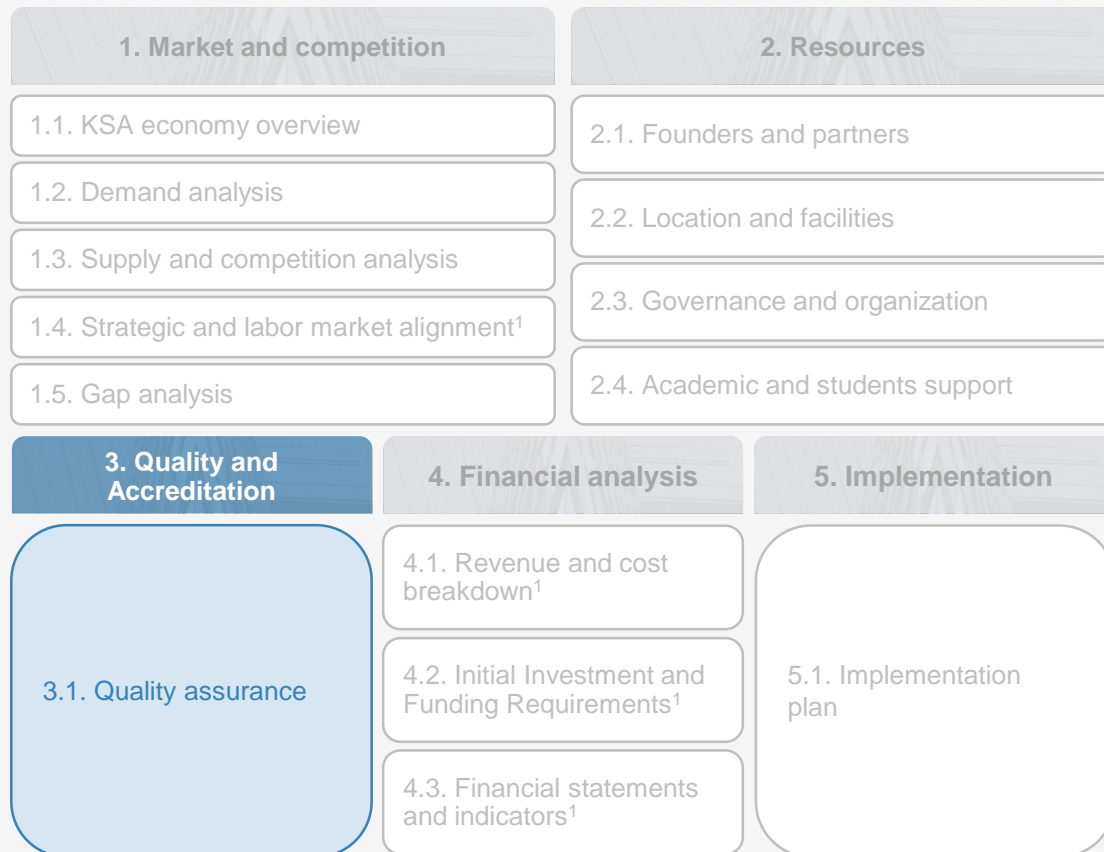 1. Market and competition
1.1. KSA economy overview
1.2. Demand analysis
1.3. Supply and competition analysis
1.4. Strategic and labor market alignment¹
1.5. Gap analysis
2. Resources
2.1. Founders and partners
2.2. Location and facilities
2.3. Governance and organization
2.4. Academic and students support
3. Quality and
Accreditation
3.1. Quality assurance
4. Financial analysis
4.1. Revenue and cost
breakdown¹
4.2. Initial Investment and
Funding Requirements¹
4.3. Financial statements
and indicators¹
5. Implementation
5.1. Implementation
plan